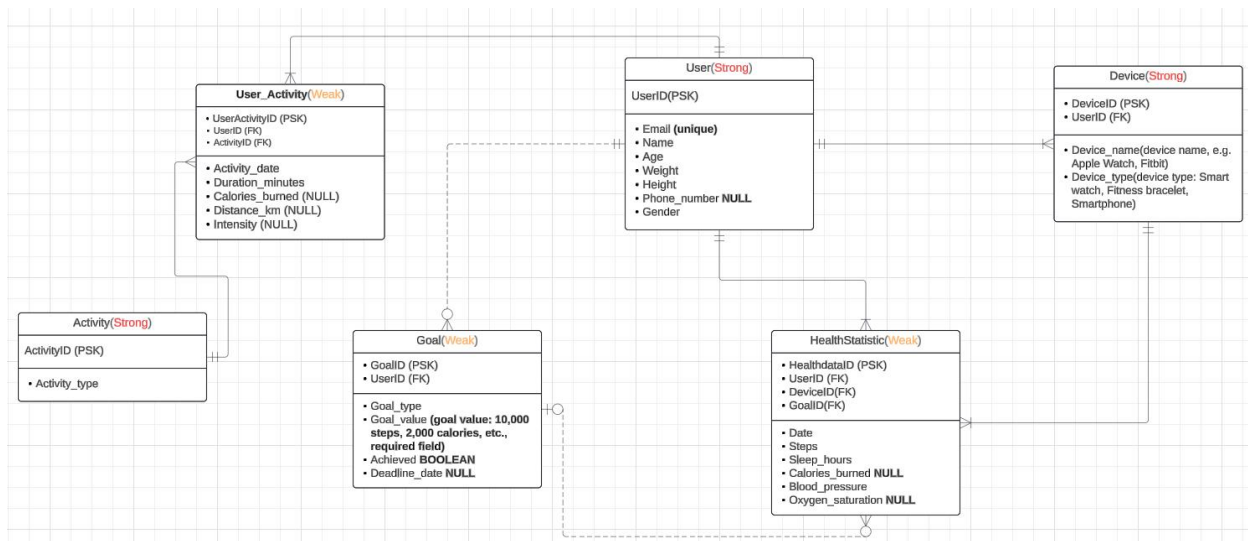 User_Activity(Weak)
• UserActivityID (PSK)
• UserID (FK)
• ActivityID (FK)
• Activity_date
• Duration_minutes
• Calories_burned (NULL)
• Distance_km (NULL)
• Intensity (NULL)
User(Strong)
UserID(PSK)
• Email (unique)
• Name
• Age
• Weight
• Height
• Phone_number NULL
• Gender
Device(Strong)
• DeviceID (PSK)
• UserID (FK)
• Device_name(device name, e.g.
Apple Watch, Fitbit)
• Device_type(device type: Smart
watch, Fitness bracelet,
Smartphone)
Activity(Strong)
ActivityID (PSK)
• Activity_type
Goal(Weak)
• GoalID (PSK)
• UserID (FK)
• Goal_type
• Goal_value (goal value: 10,000
steps, 2,000 calories, etc.,
required field)
• Achieved BOOLEAN
• Deadline_date NULL
HealthStatistic(Weak)
• HealthdataID (PSK)
• UserID (FK)
• DeviceID(FK)
• GoalID(FK)
• Date
• Steps
• Sleep_hours
• Calories_burned NULL
• Blood_pressure
• Oxygen_saturation NULL